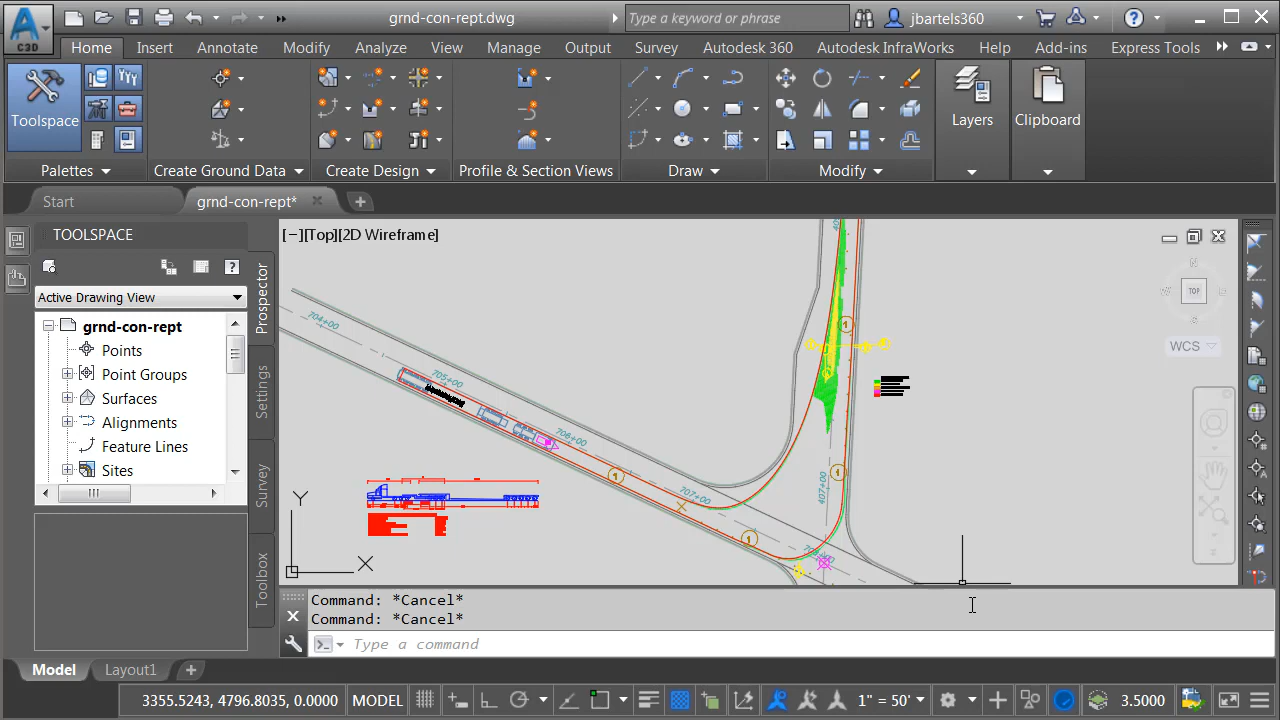 C3D
grnd-con-rept.dwg
Type a keyword or phrase
jbartels360
Home
Insert
Annotate
Modify
Analyze
View
Manage
Output
Survey
Autodesk 360
Autodesk InfraWorks
Help
Add-ins
Express Tools
Toolspace
Layers
Clipboard
Palettes
Create Ground Data
Create Design
Profile & Section Views
Draw
Modify
Start
grnd-con-rept*
TOOLSPACE
Active Drawing View
grnd-con-rept
Points
Point Groups
Surfaces
Alignments
Feature Lines
Sites
Prospector
Settings
Survey
Toolbox
[−][Top][2D Wireframe]
N
TOP
WCS
704+00
705+00
706+00
707+00
407+00
1
1
1
1
Y
X
Command: *Cancel*
Command: *Cancel*
Type a command
Model
Layout1
3355.5243, 4796.8035, 0.0000
MODEL
1" = 50'
3.5000